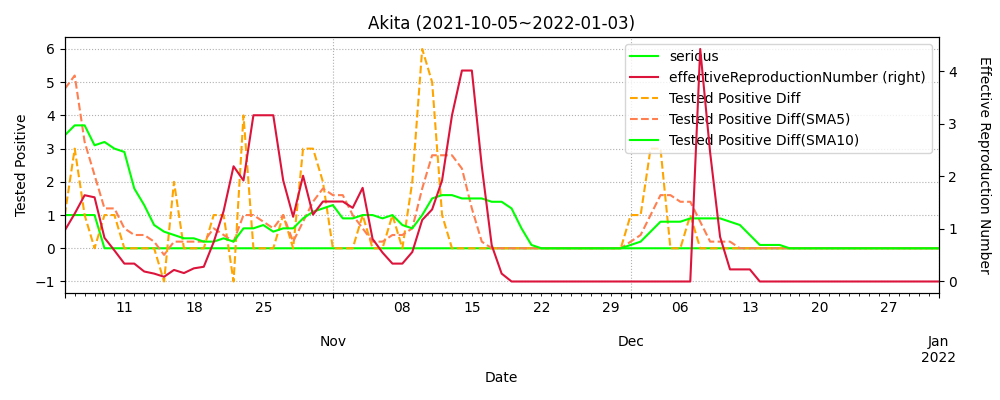 Akita (2021-10-05~2022-01-03)
serious
effectiveReproductionNumber (right)
Tested Positive Diff
Tested Positive Diff(SMA5)
Tested Positive Diff(SMA10)
Tested Positive
6
5
4
3
2
1
0
−1
Effective Reproduction Number
4
3
2
1
0
11 18 25 08 15 22 29 06 13 20 27
Nov Dec Jan
2022
Date